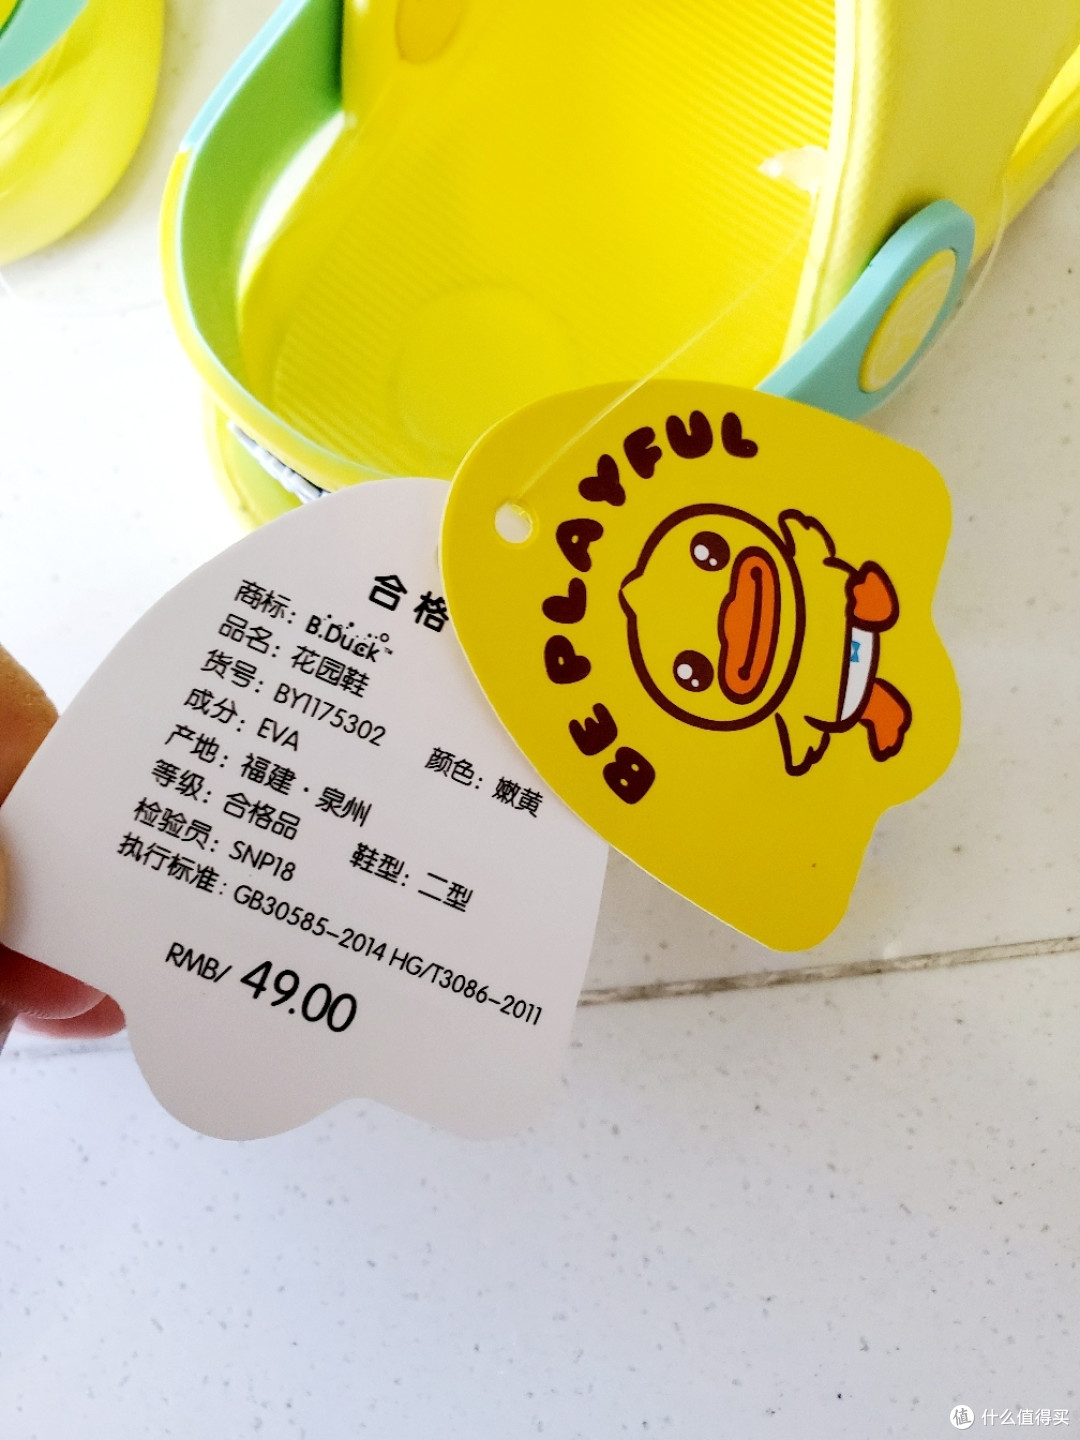 合格
商标：B.Duck™
品名：花园鞋
货号：BY1175302
成分：EVA 颜色：嫩黄
产地：福建·泉州
等级：合格品
检验员：SNP18 鞋型：二型
执行标准：GB30585-2014 HG/T3086-2011
RMB/ 49.00
BE PLAYFUL
值 什么值得买